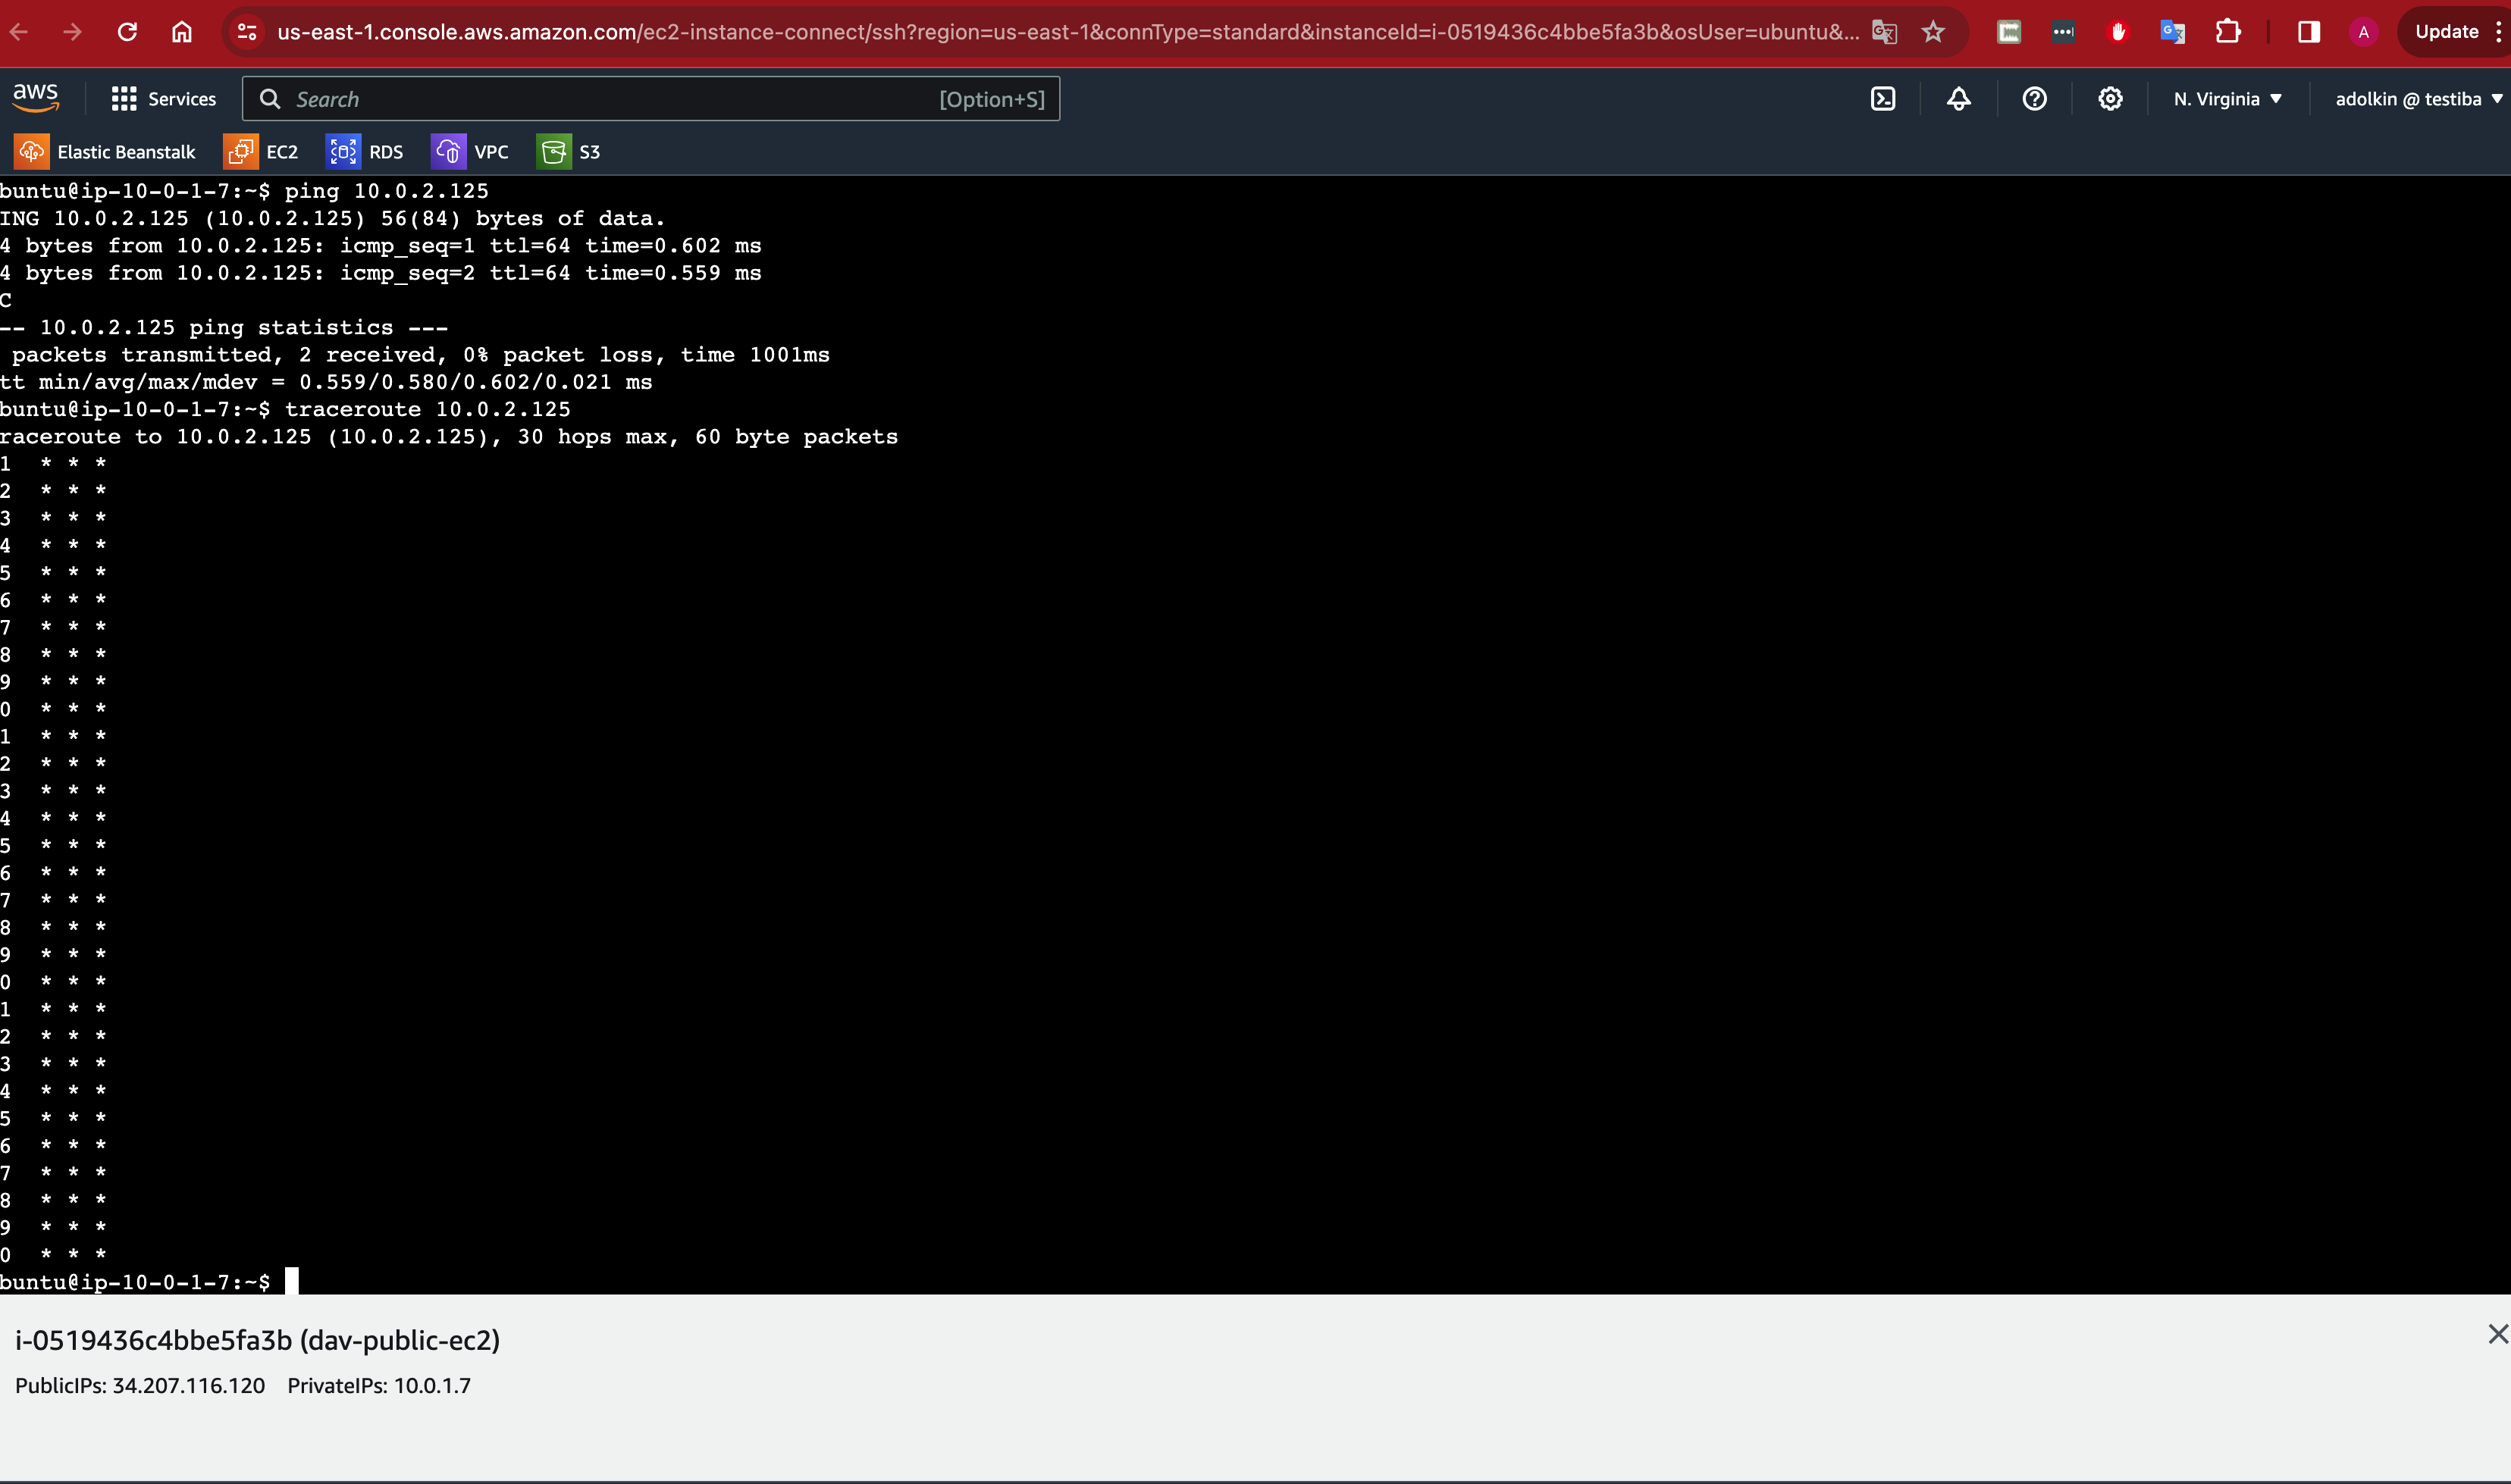 us-east-1.console.aws.amazon.com/ec2-instance-connect/ssh?region=us-east-1&connType=standard&instanceId=i-0519436c4bbe5fa3b&osUser=ubuntu&...
A
Update
aws
Services
Search
[Option+S]
N. Virginia
adolkin @ testiba
Elastic Beanstalk
EC2
RDS
VPC
S3
buntu@ip-10-0-1-7:~$ ping 10.0.2.125
ING 10.0.2.125 (10.0.2.125) 56(84) bytes of data.
4 bytes from 10.0.2.125: icmp_seq=1 ttl=64 time=0.602 ms
4 bytes from 10.0.2.125: icmp_seq=2 ttl=64 time=0.559 ms
C
-- 10.0.2.125 ping statistics ---
packets transmitted, 2 received, 0% packet loss, time 1001ms
tt min/avg/max/mdev = 0.559/0.580/0.602/0.021 ms
buntu@ip-10-0-1-7:~$ traceroute 10.0.2.125
raceroute to 10.0.2.125 (10.0.2.125), 30 hops max, 60 byte packets
1 * * *
2 * * *
3 * * *
4 * * *
5 * * *
6 * * *
7 * * *
8 * * *
9 * * *
0 * * *
1 * * *
2 * * *
3 * * *
4 * * *
5 * * *
6 * * *
7 * * *
8 * * *
9 * * *
0 * * *
1 * * *
2 * * *
3 * * *
4 * * *
5 * * *
6 * * *
7 * * *
8 * * *
9 * * *
0 * * *
buntu@ip-10-0-1-7:~$
i-0519436c4bbe5fa3b (dav-public-ec2)
PublicIPs: 34.207.116.120 PrivateIPs: 10.0.1.7